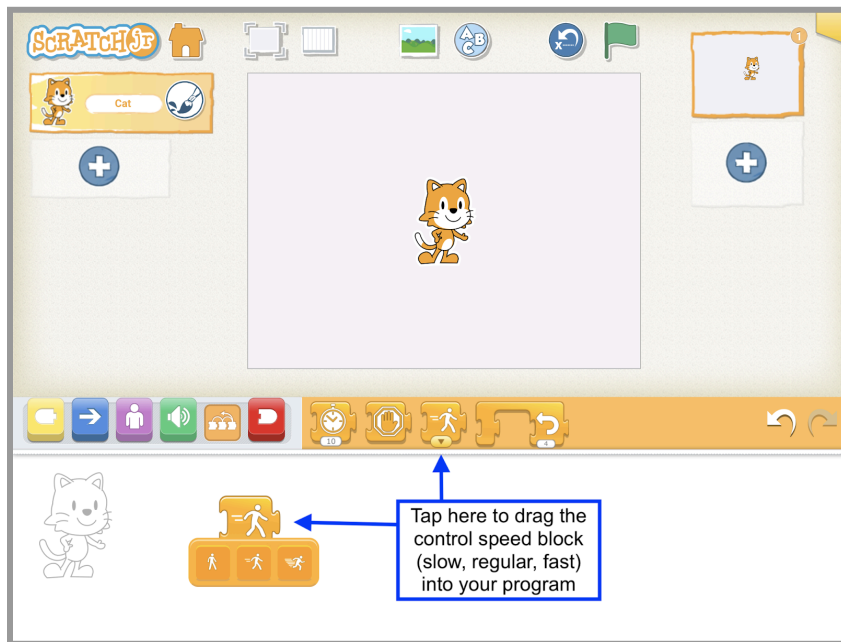 SCRATCH Jr
A B C
X
1
Cat
10
4
Tap here to drag the
control speed block
(slow, regular, fast)
into your program